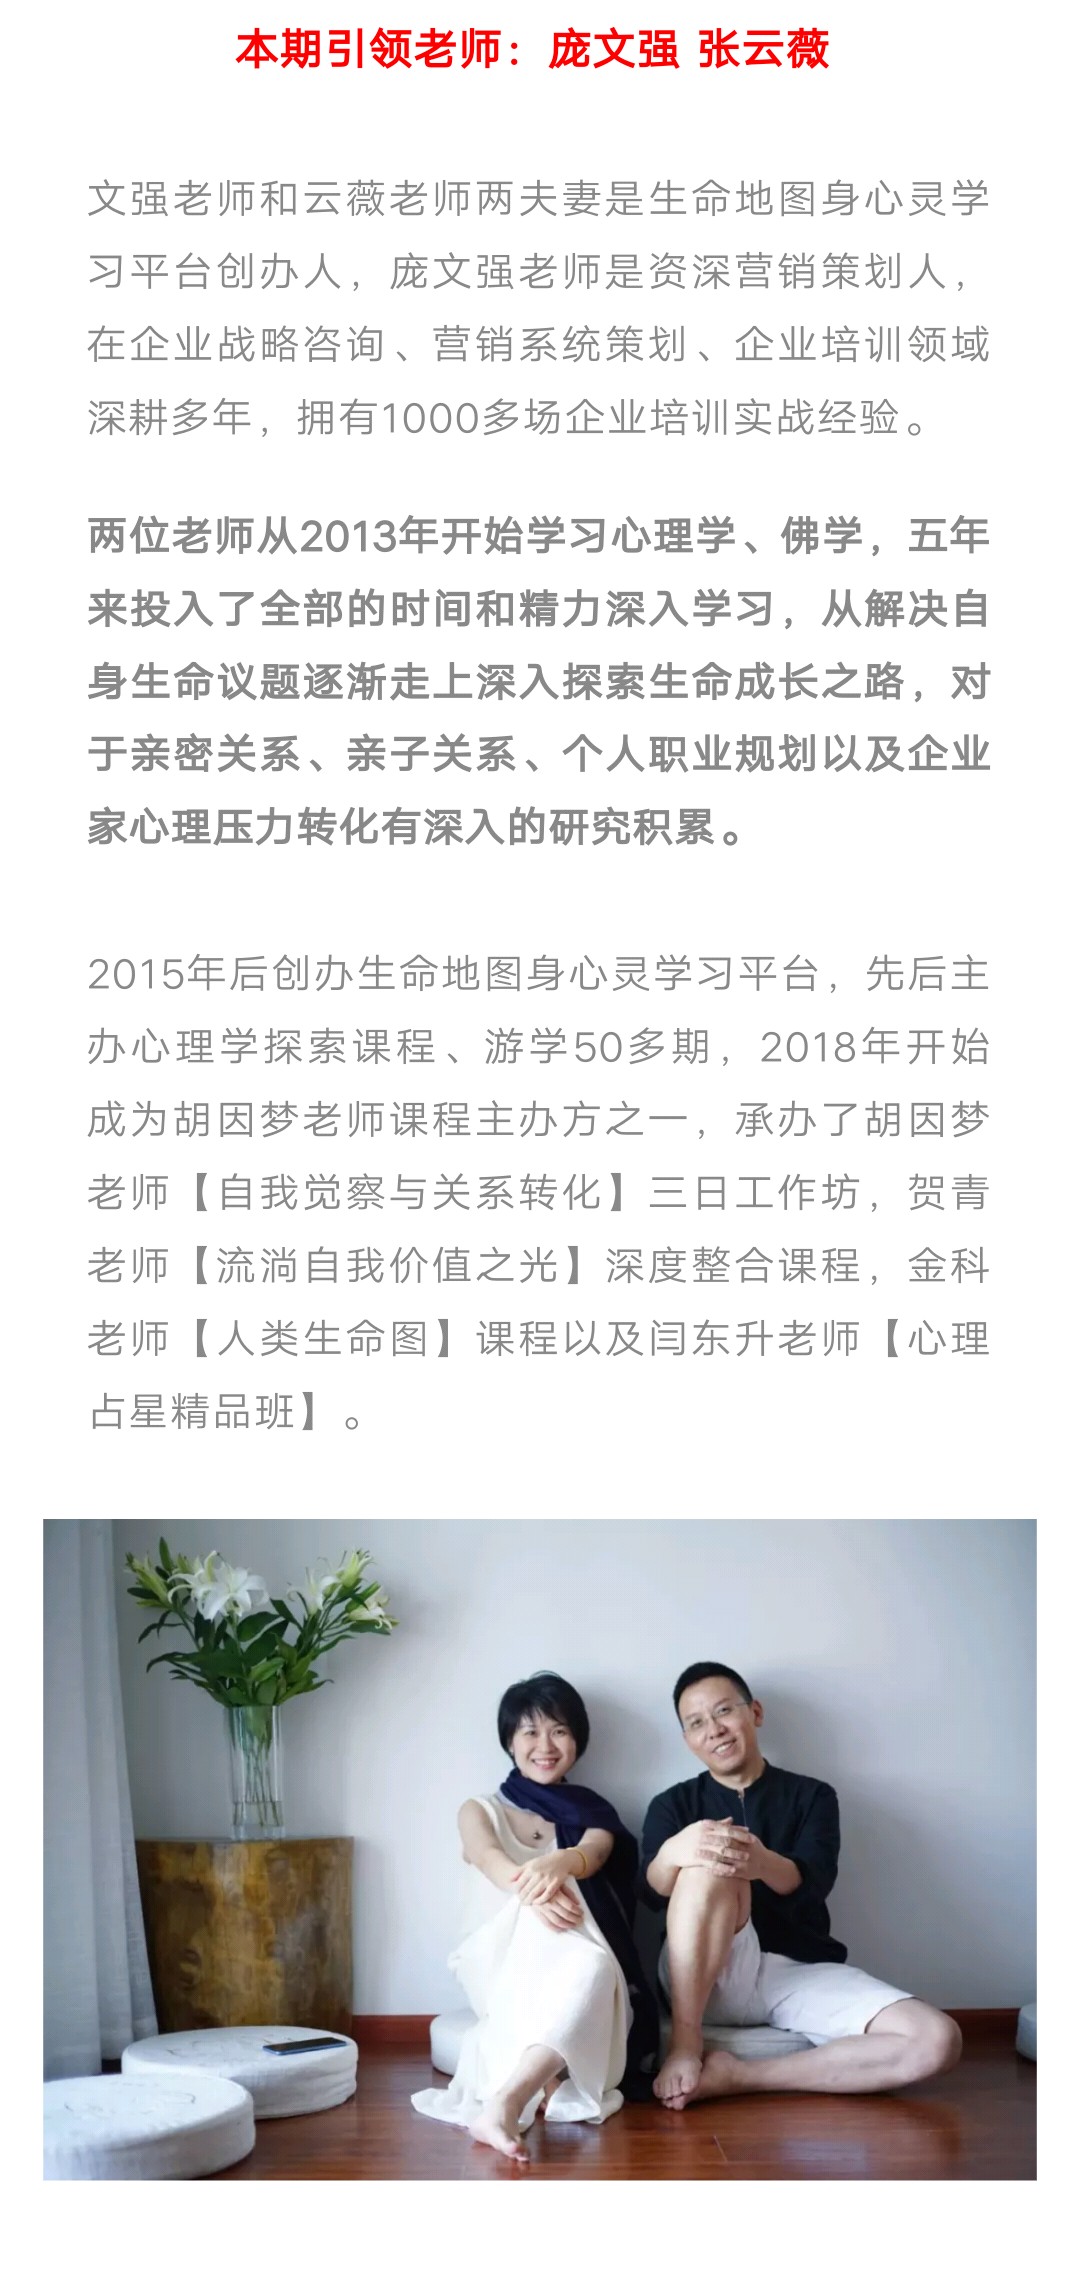 本期引领老师：庞文强 张云薇
文强老师和云薇老师两夫妻是生命地图身心灵学
习平台创办人，庞文强老师是资深营销策划人，
在企业战略咨询、营销系统策划、企业培训领域
深耕多年，拥有1000多场企业培训实战经验。
两位老师从2013年开始学习心理学、佛学，五年
来投入了全部的时间和精力深入学习，从解决自
身生命议题逐渐走上深入探索生命成长之路，对
于亲密关系、亲子关系、个人职业规划以及企业
家心理压力转化有深入的研究积累。
2015年后创办生命地图身心灵学习平台，先后主
办心理学探索课程、游学50多期，2018年开始
成为胡因梦老师课程主办方之一，承办了胡因梦
老师【自我觉察与关系转化】三日工作坊，贺青
老师【流淌自我价值之光】深度整合课程，金科
老师【人类生命图】课程以及闫东升老师【心理
占星精品班】。